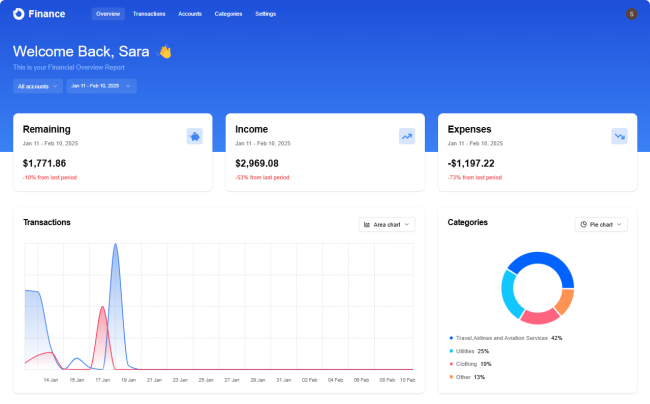 Finance
Overview Transactions Accounts Categories Settings
S
Welcome Back, Sara 👋
This is your Financial Overview Report
All accounts
Jan 11 - Feb 10, 2025
Remaining
Jan 11 - Feb 10, 2025
$1,771.86
-10% from last period
Income
Jan 11 - Feb 10, 2025
$2,969.08
-53% from last period
Expenses
Jan 11 - Feb 10, 2025
-$1,197.22
-73% from last period
Transactions
Area chart
14 Jan 15 Jan 17 Jan 19 Jan 21 Jan 23 Jan 25 Jan 27 Jan 29 Jan 31 Jan 02 Feb 04 Feb 06 Feb 08 Feb 10 Feb
Categories
Pie chart
Travel,Airlines and Aviation Services 42%
Utilities 25%
Clothing 19%
Other 13%